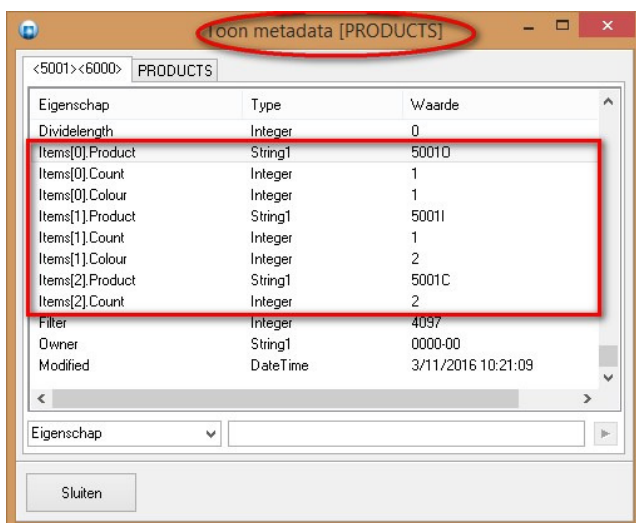 Toon metadata [PRODUCTS]
<5001><6000> PRODUCTS
Eigenschap Type Waarde
Dividelength Integer 0
Items[0].Product String1 5001O
Items[0].Count Integer 1
Items[0].Colour Integer 1
Items[1].Product String1 5001I
Items[1].Count Integer 1
Items[1].Colour Integer 2
Items[2].Product String1 5001C
Items[2].Count Integer 2
Filter Integer 4097
Owner String1 0000-00
Modified DateTime 3/11/2016 10:21:09
Eigenschap
Sluiten